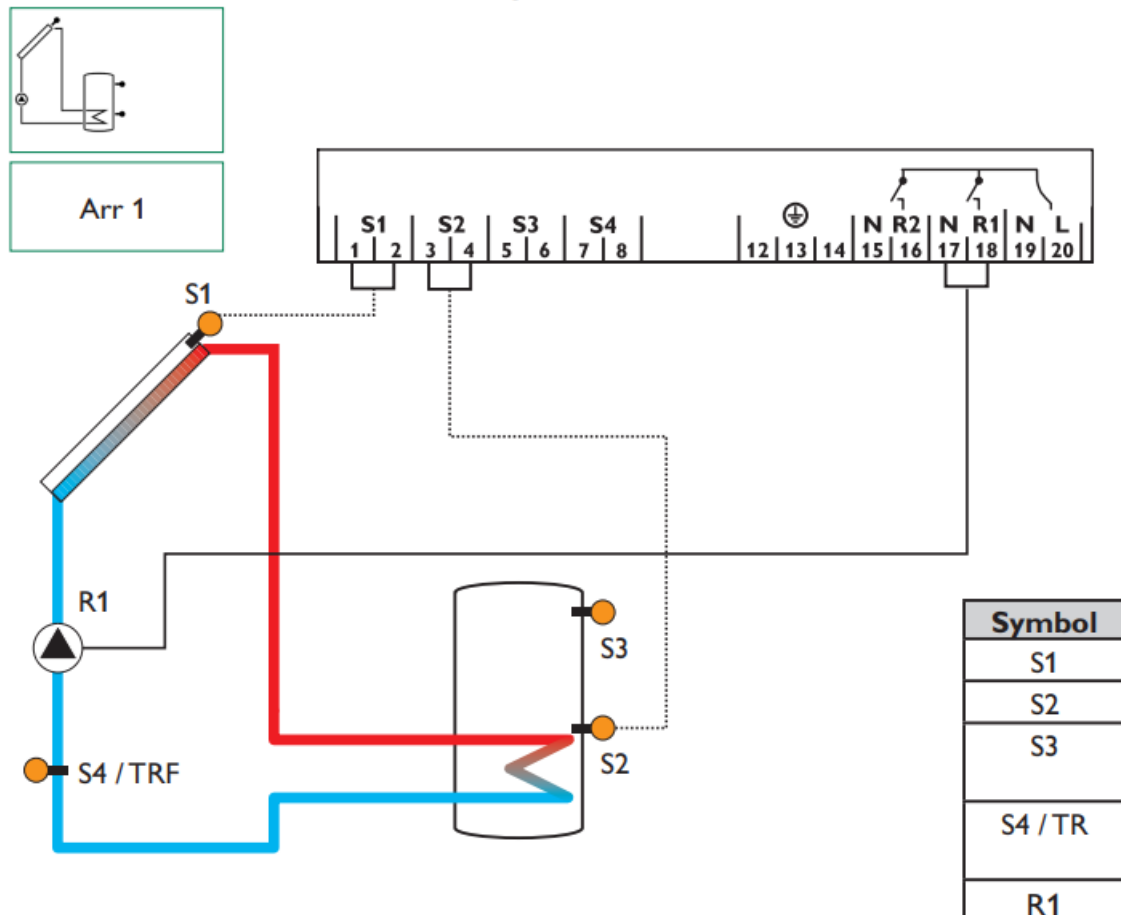 Arr 1
S1 S2 S3 S4 N R2 N R1 N L
1 2 3 4 5 6 7 8 12 13 14 15 16 17 18 19 20
S1
R1
S3
S2
S4 / TRF
Symbol
S1
S2
S3
S4 / TR
R1